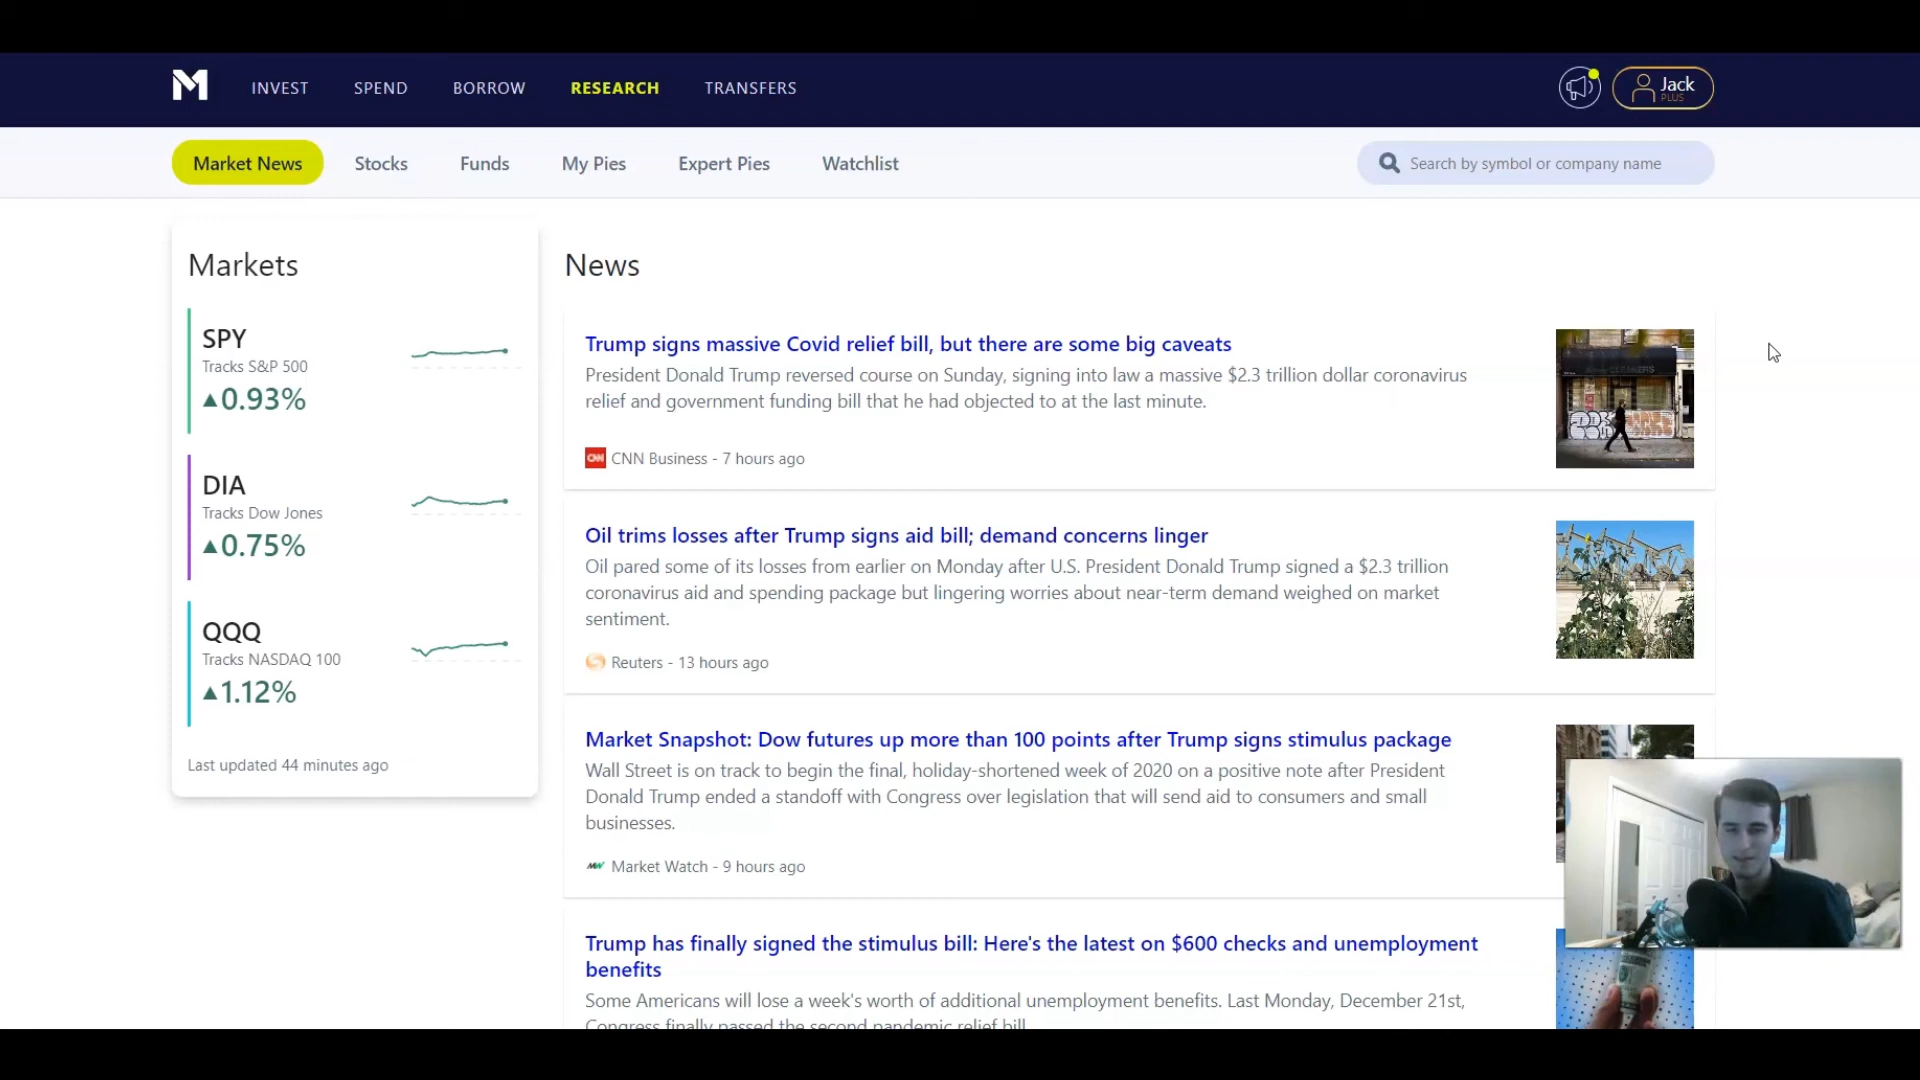 M INVEST SPEND BORROW RESEARCH TRANSFERS Jack
PLUS
Market News Stocks Funds My Pies Expert Pies Watchlist Search by symbol or company name
Markets
SPY
Tracks S&P 500
▲0.93%
DIA
Tracks Dow Jones
▲0.75%
QQQ
Tracks NASDAQ 100
▲1.12%
Last updated 44 minutes ago
News
Trump signs massive Covid relief bill, but there are some big caveats
President Donald Trump reversed course on Sunday, signing into law a massive $2.3 trillion dollar coronavirus
relief and government funding bill that he had objected to at the last minute.
CNN CNN Business - 7 hours ago
Oil trims losses after Trump signs aid bill; demand concerns linger
Oil pared some of its losses from earlier on Monday after U.S. President Donald Trump signed a $2.3 trillion
coronavirus aid and spending package but lingering worries about near-term demand weighed on market
sentiment.
Reuters - 13 hours ago
Market Snapshot: Dow futures up more than 100 points after Trump signs stimulus package
Wall Street is on track to begin the final, holiday-shortened week of 2020 on a positive note after President
Donald Trump ended a standoff with Congress over legislation that will send aid to consumers and small
businesses.
MW Market Watch - 9 hours ago
Trump has finally signed the stimulus bill: Here's the latest on $600 checks and unemployment
benefits
Some Americans will lose a week's worth of additional unemployment benefits. Last Monday, December 21st,
Congress finally passed the second pandemic relief bill